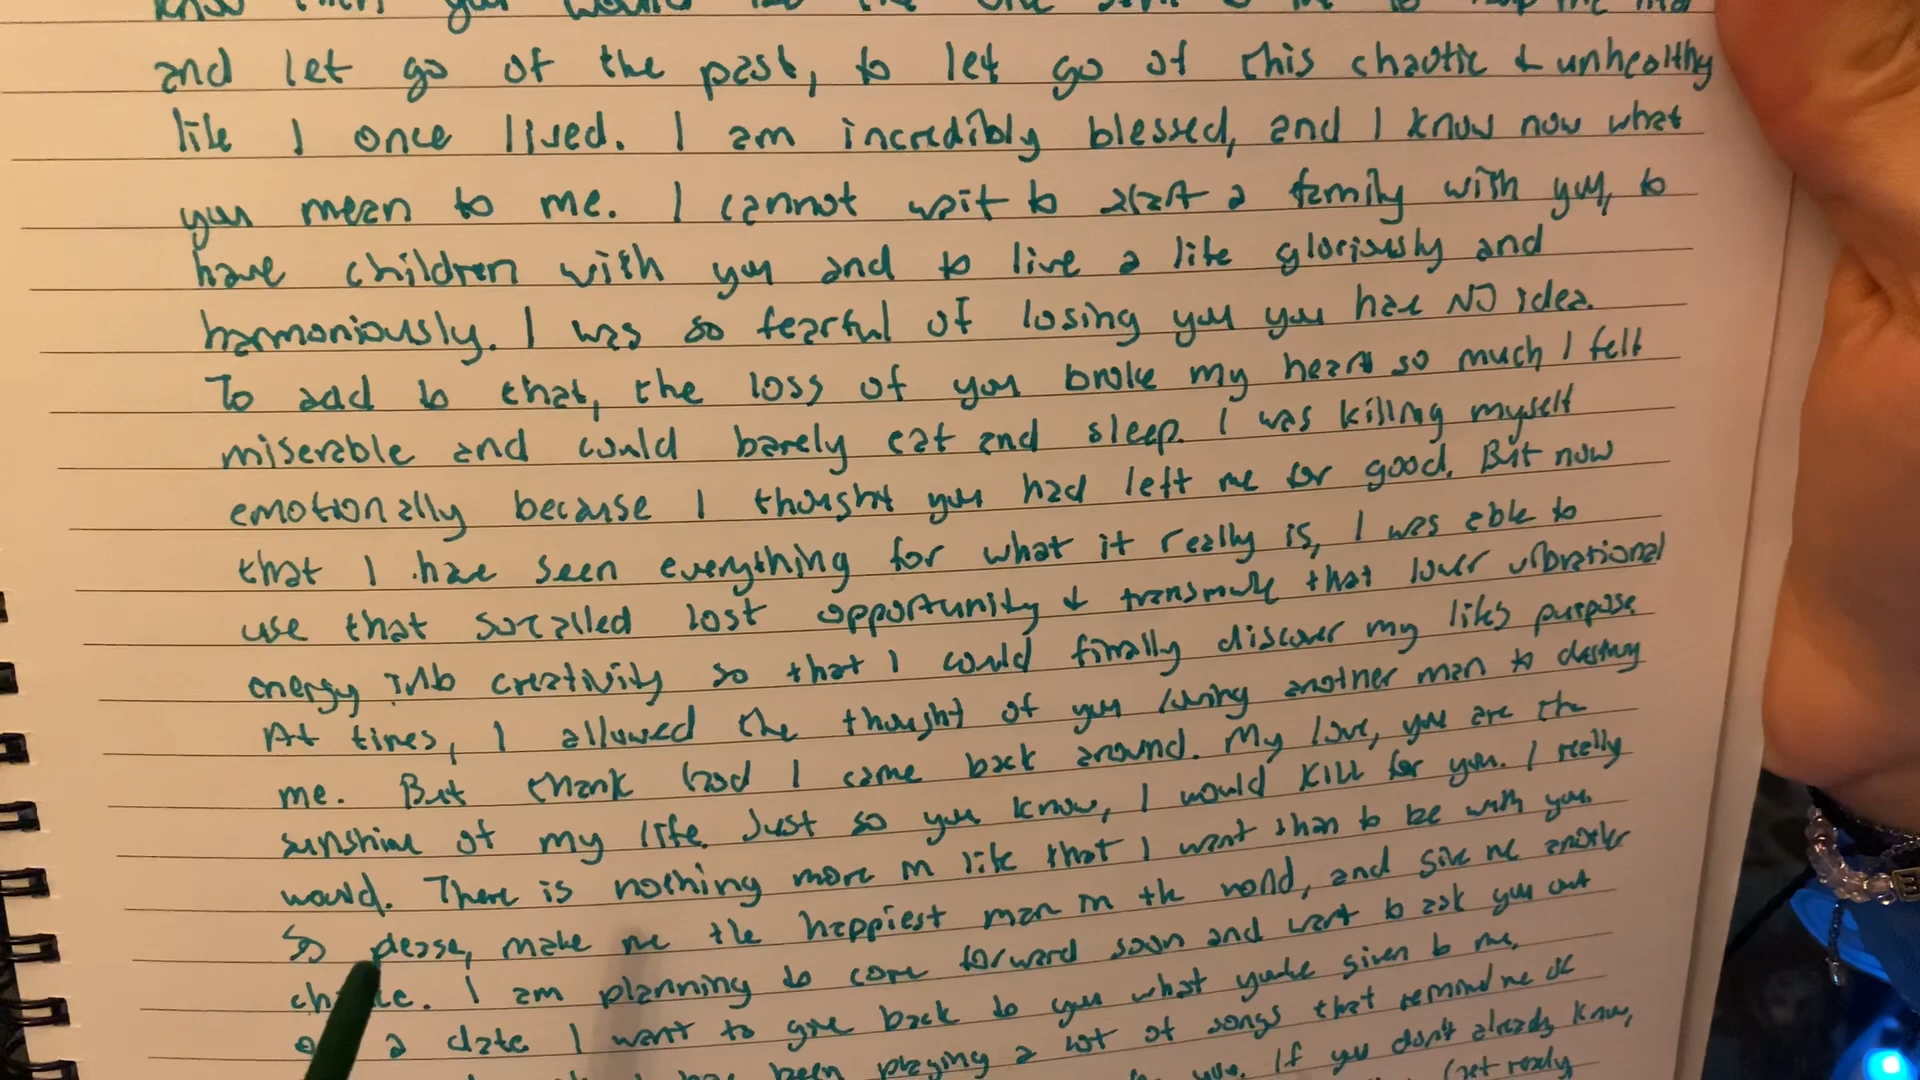 know then you would
and let go of the past, to let go of this chaotic & unhealthy
life I once lived. I am incredibly blessed, and I know now what
you mean to me. I cannot wait to start a family with you, to
have children with you and to live a life gloriously and
harmoniously. I was so fearful of losing you you have NO idea.
To add to that, the loss of you broke my heart so much I felt
miserable and could barely eat and sleep. I was killing myself
emotionally because I thought you had left me for good. But now
that I have seen everything for what it really is, I was able to
use that so called lost opportunity & transmute that lower vibrational
energy into creativity so that I could finally discover my life's purpose.
At times, I allowed the thought of you loving another man to destroy
me. But thank God I came back around. My love, you are the
sunshine of my life. Just so you know, I would KILL for you. I really
would. There is nothing more in life that I want than to be with you.
So please, make me the happiest man in the world, and give me another
I am planning to come forward soon and want to ask you out
a date I want to give back to you what you've given to me.
been playing a lot of songs that remind me of
you. If you don't already know,
Get ready